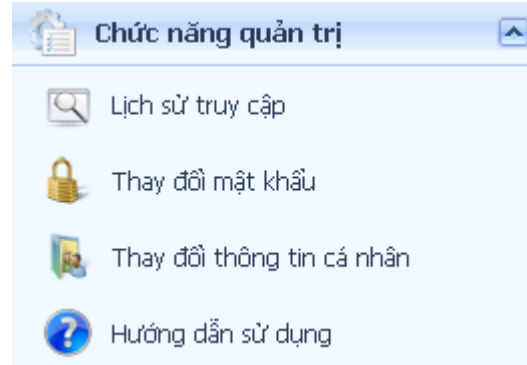 Chức năng quản trị
Lịch sử truy cập
Thay đổi mật khẩu
Thay đổi thông tin cá nhân
Hướng dẫn sử dụng